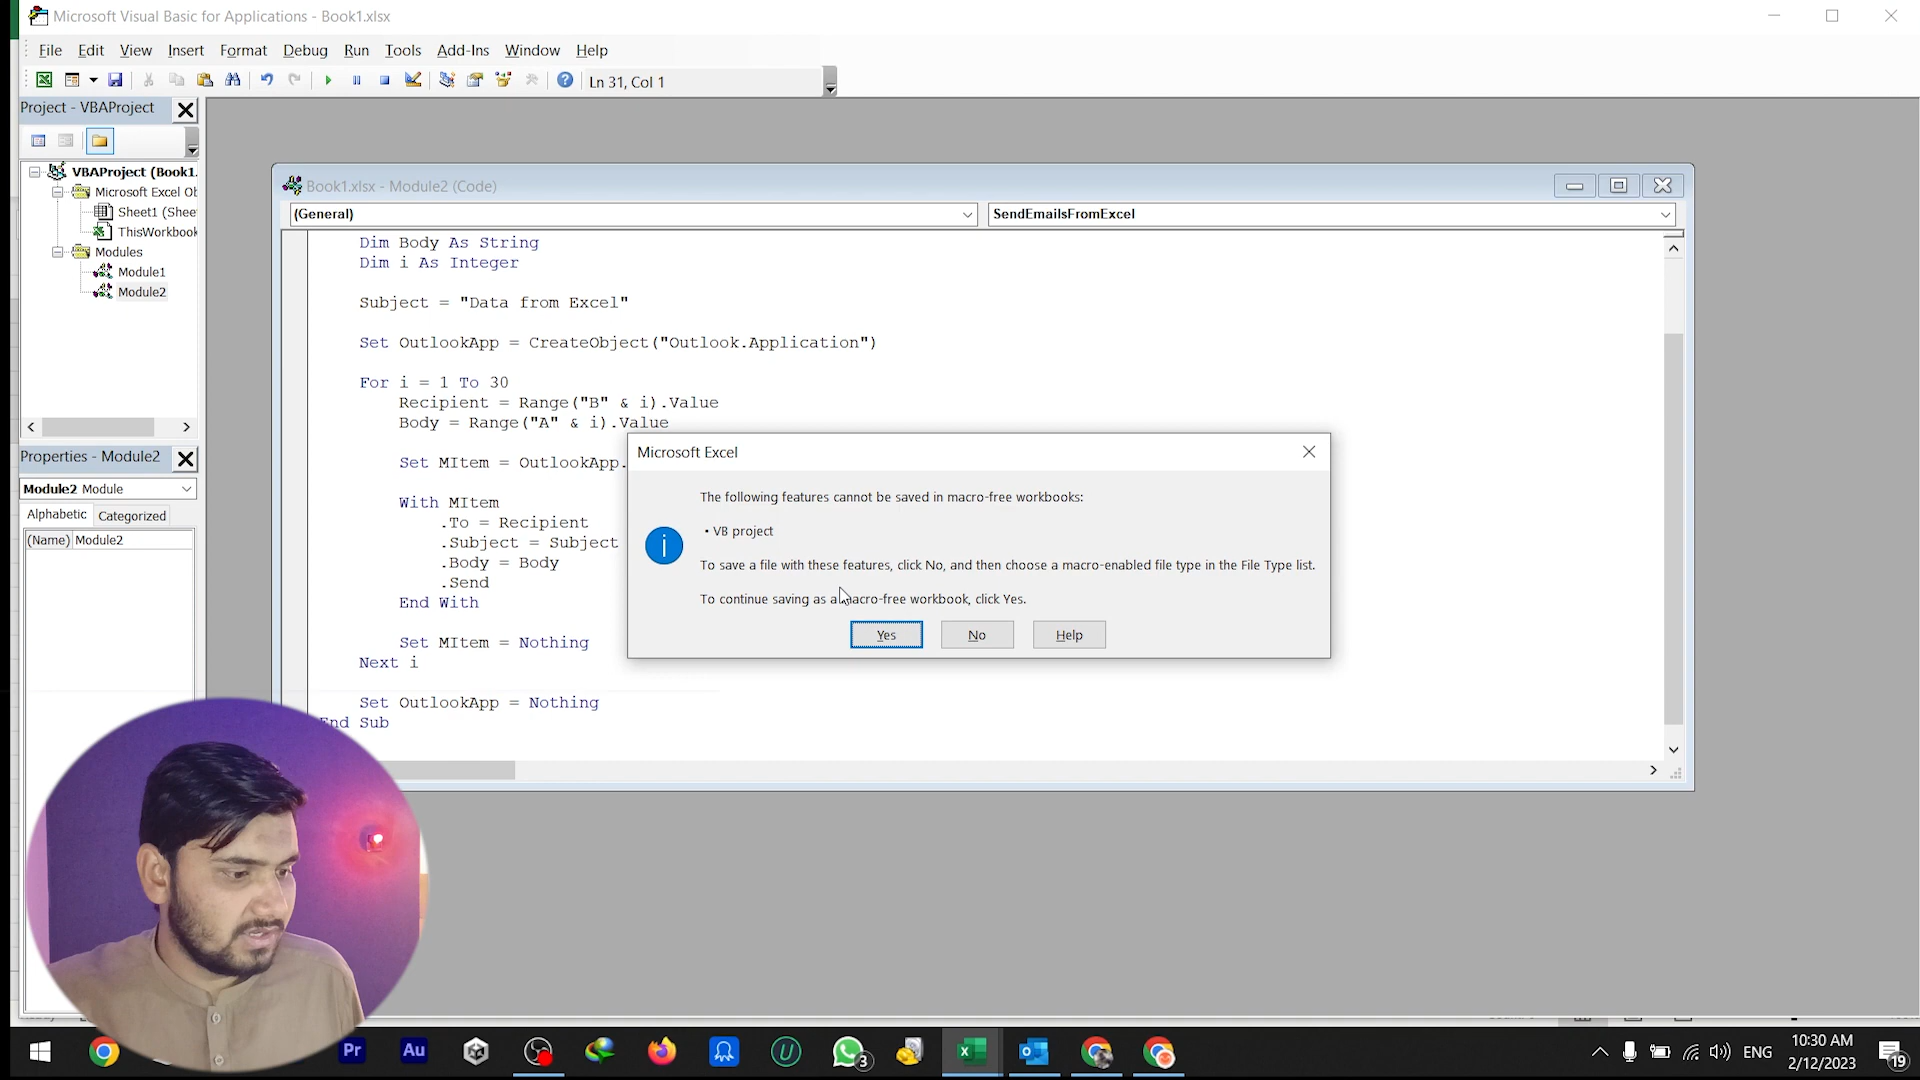 Microsoft Visual Basic for Applications - Book1.xlsx
File Edit View Insert Format Debug Run Tools Add-Ins Window Help
Ln 31, Col 1
Project - VBAProject
VBAProject (Book1.
Microsoft Excel Ob
Sheet1 (Shee
ThisWorkbook
Modules
Module1
Module2
Properties - Module2
Module2 Module
Alphabetic Categorized
(Name) Module2
Book1.xlsx - Module2 (Code)
(General) SendEmailsFromExcel
Dim Body As String
Dim i As Integer
Subject = "Data from Excel"
Set OutlookApp = CreateObject("Outlook.Application")
For i = 1 To 30
Recipient = Range("B" & i).Value
Body = Range("A" & i).Value
Set MItem = OutlookApp.
With MItem
.To = Recipient
.Subject = Subject
.Body = Body
.Send
End With
Set MItem = Nothing
Next i
Set OutlookApp = Nothing
End Sub
Microsoft Excel
The following features cannot be saved in macro-free workbooks:
• VB project
To save a file with these features, click No, and then choose a macro-enabled file type in the File Type list.
To continue saving as a macro-free workbook, click Yes.
Yes No Help
Pr Au 3 ENG
10:30 AM
2/12/2023
19